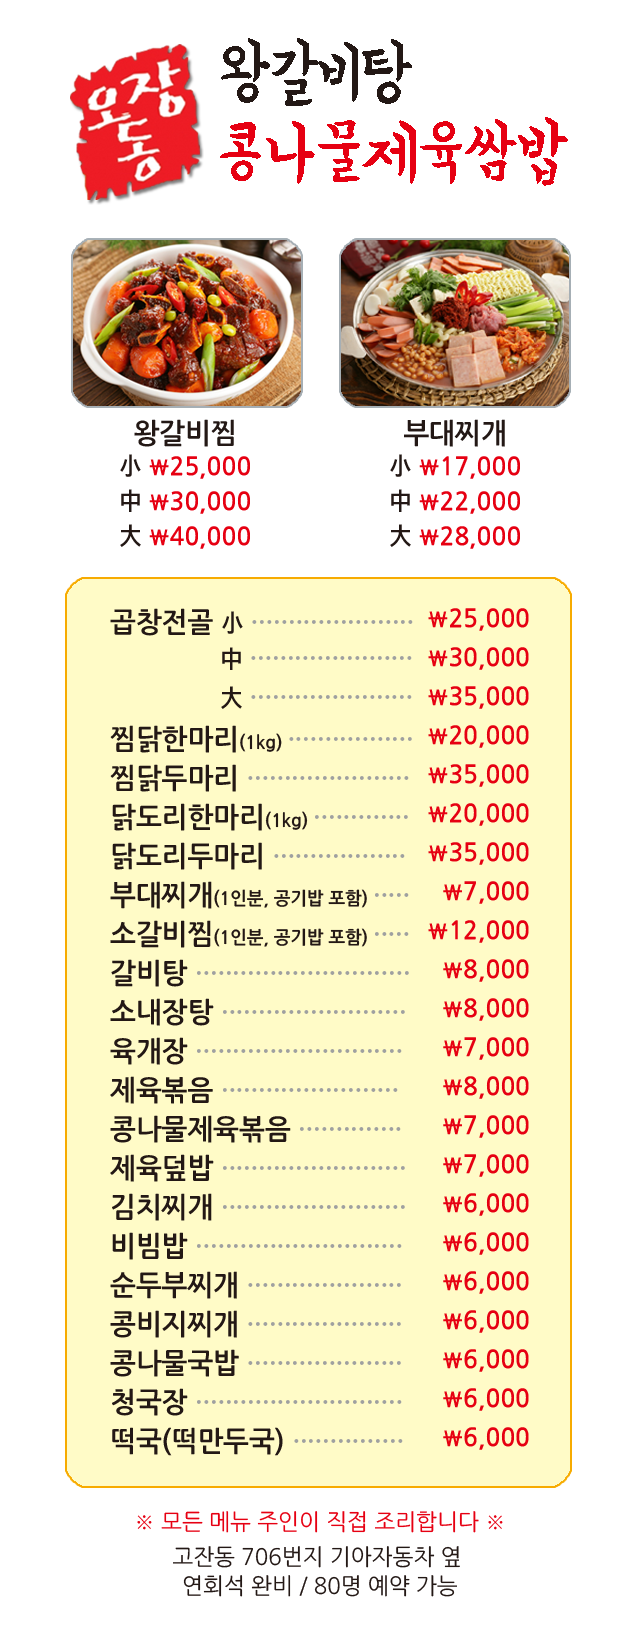 오장동
왕갈비탕
콩나물제육쌈밥
왕갈비찜
小 ₩25,000
中 ₩30,000
大 ₩40,000
부대찌개
小 ₩17,000
中 ₩22,000
大 ₩28,000
곱창전골 小 ₩25,000
中 ₩30,000
大 ₩35,000
찜닭한마리(1kg) ₩20,000
찜닭두마리 ₩35,000
닭도리한마리(1kg) ₩20,000
닭도리두마리 ₩35,000
부대찌개(1인분, 공기밥 포함) ₩7,000
소갈비찜(1인분, 공기밥 포함) ₩12,000
갈비탕 ₩8,000
소내장탕 ₩8,000
육개장 ₩7,000
제육볶음 ₩8,000
콩나물제육볶음 ₩7,000
제육덮밥 ₩7,000
김치찌개 ₩6,000
비빔밥 ₩6,000
순두부찌개 ₩6,000
콩비지찌개 ₩6,000
콩나물국밥 ₩6,000
청국장 ₩6,000
떡국(떡만두국) ₩6,000
※ 모든 메뉴 주인이 직접 조리합니다 ※
고잔동 706번지 기아자동차 옆
연회석 완비 / 80명 예약 가능